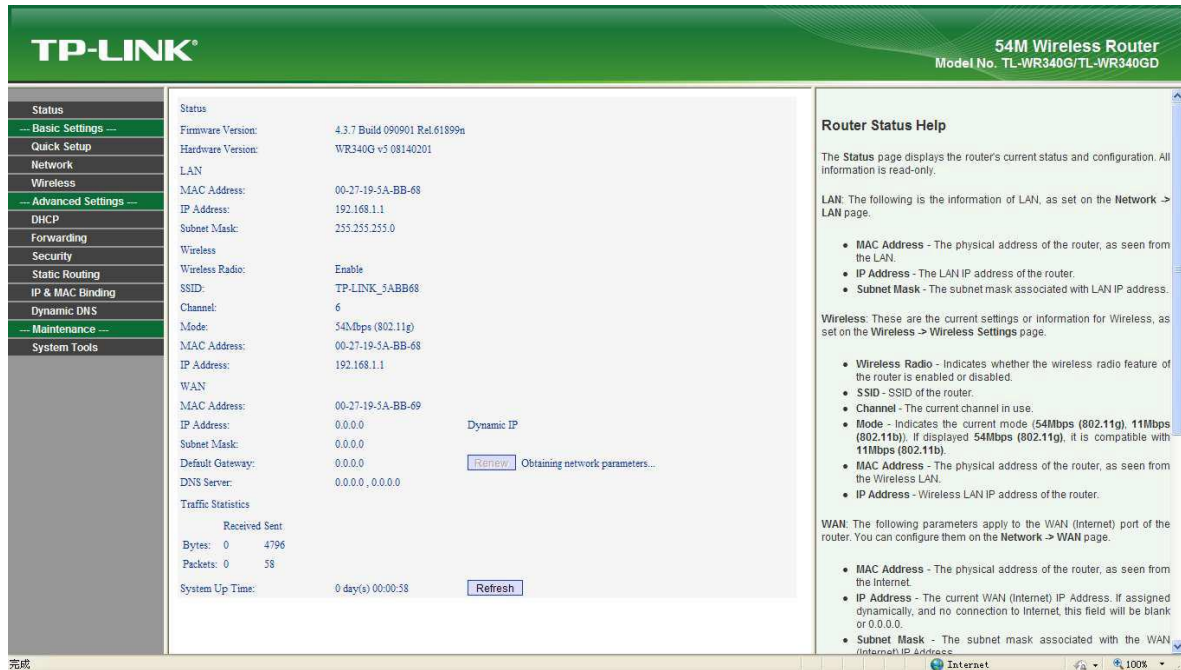 TP-LINK®
54M Wireless Router
Model No. TL-WR340G/TL-WR340GD
Status
--- Basic Settings ---
Quick Setup
Network
Wireless
--- Advanced Settings ---
DHCP
Forwarding
Security
Static Routing
IP & MAC Binding
Dynamic DNS
--- Maintenance ---
System Tools
Status
Firmware Version: 4.3.7 Build 090901 Rel.61899n
Hardware Version: WR340G v5 08140201
LAN
MAC Address: 00-27-19-5A-BB-68
IP Address: 192.168.1.1
Subnet Mask: 255.255.255.0
Wireless
Wireless Radio: Enable
SSID: TP-LINK_5ABB68
Channel: 6
Mode: 54Mbps (802.11g)
MAC Address: 00-27-19-5A-BB-68
IP Address: 192.168.1.1
WAN
MAC Address: 00-27-19-5A-BB-69
IP Address: 0.0.0.0 Dynamic IP
Subnet Mask: 0.0.0.0
Default Gateway: 0.0.0.0 Renew Obtaining network parameters...
DNS Server: 0.0.0.0 , 0.0.0.0
Traffic Statistics
Received Sent
Bytes: 0 4796
Packets: 0 58
System Up Time: 0 day(s) 00:00:58 Refresh
Router Status Help
The Status page displays the router's current status and configuration. All
information is read-only.
LAN: The following is the information of LAN, as set on the Network ->
LAN page.
• MAC Address - The physical address of the router, as seen from
the LAN.
• IP Address - The LAN IP address of the router.
• Subnet Mask - The subnet mask associated with LAN IP address.
Wireless: These are the current settings or information for Wireless, as
set on the Wireless -> Wireless Settings page.
• Wireless Radio - Indicates whether the wireless radio feature of
the router is enabled or disabled.
• SSID - SSID of the router.
• Channel - The current channel in use.
• Mode - Indicates the current mode (54Mbps (802.11g), 11Mbps
(802.11b)). If displayed 54Mbps (802.11g), it is compatible with
11Mbps (802.11b).
• MAC Address - The physical address of the router, as seen from
the Wireless LAN.
• IP Address - Wireless LAN IP address of the router.
WAN: The following parameters apply to the WAN (Internet) port of the
router. You can configure them on the Network -> WAN page.
• MAC Address - The physical address of the router, as seen from
the Internet.
• IP Address - The current WAN (Internet) IP Address. If assigned
dynamically, and no connection to Internet, this field will be blank
or 0.0.0.0.
• Subnet Mask - The subnet mask associated with the WAN
(Internet) IP Address
完成 Internet 100%